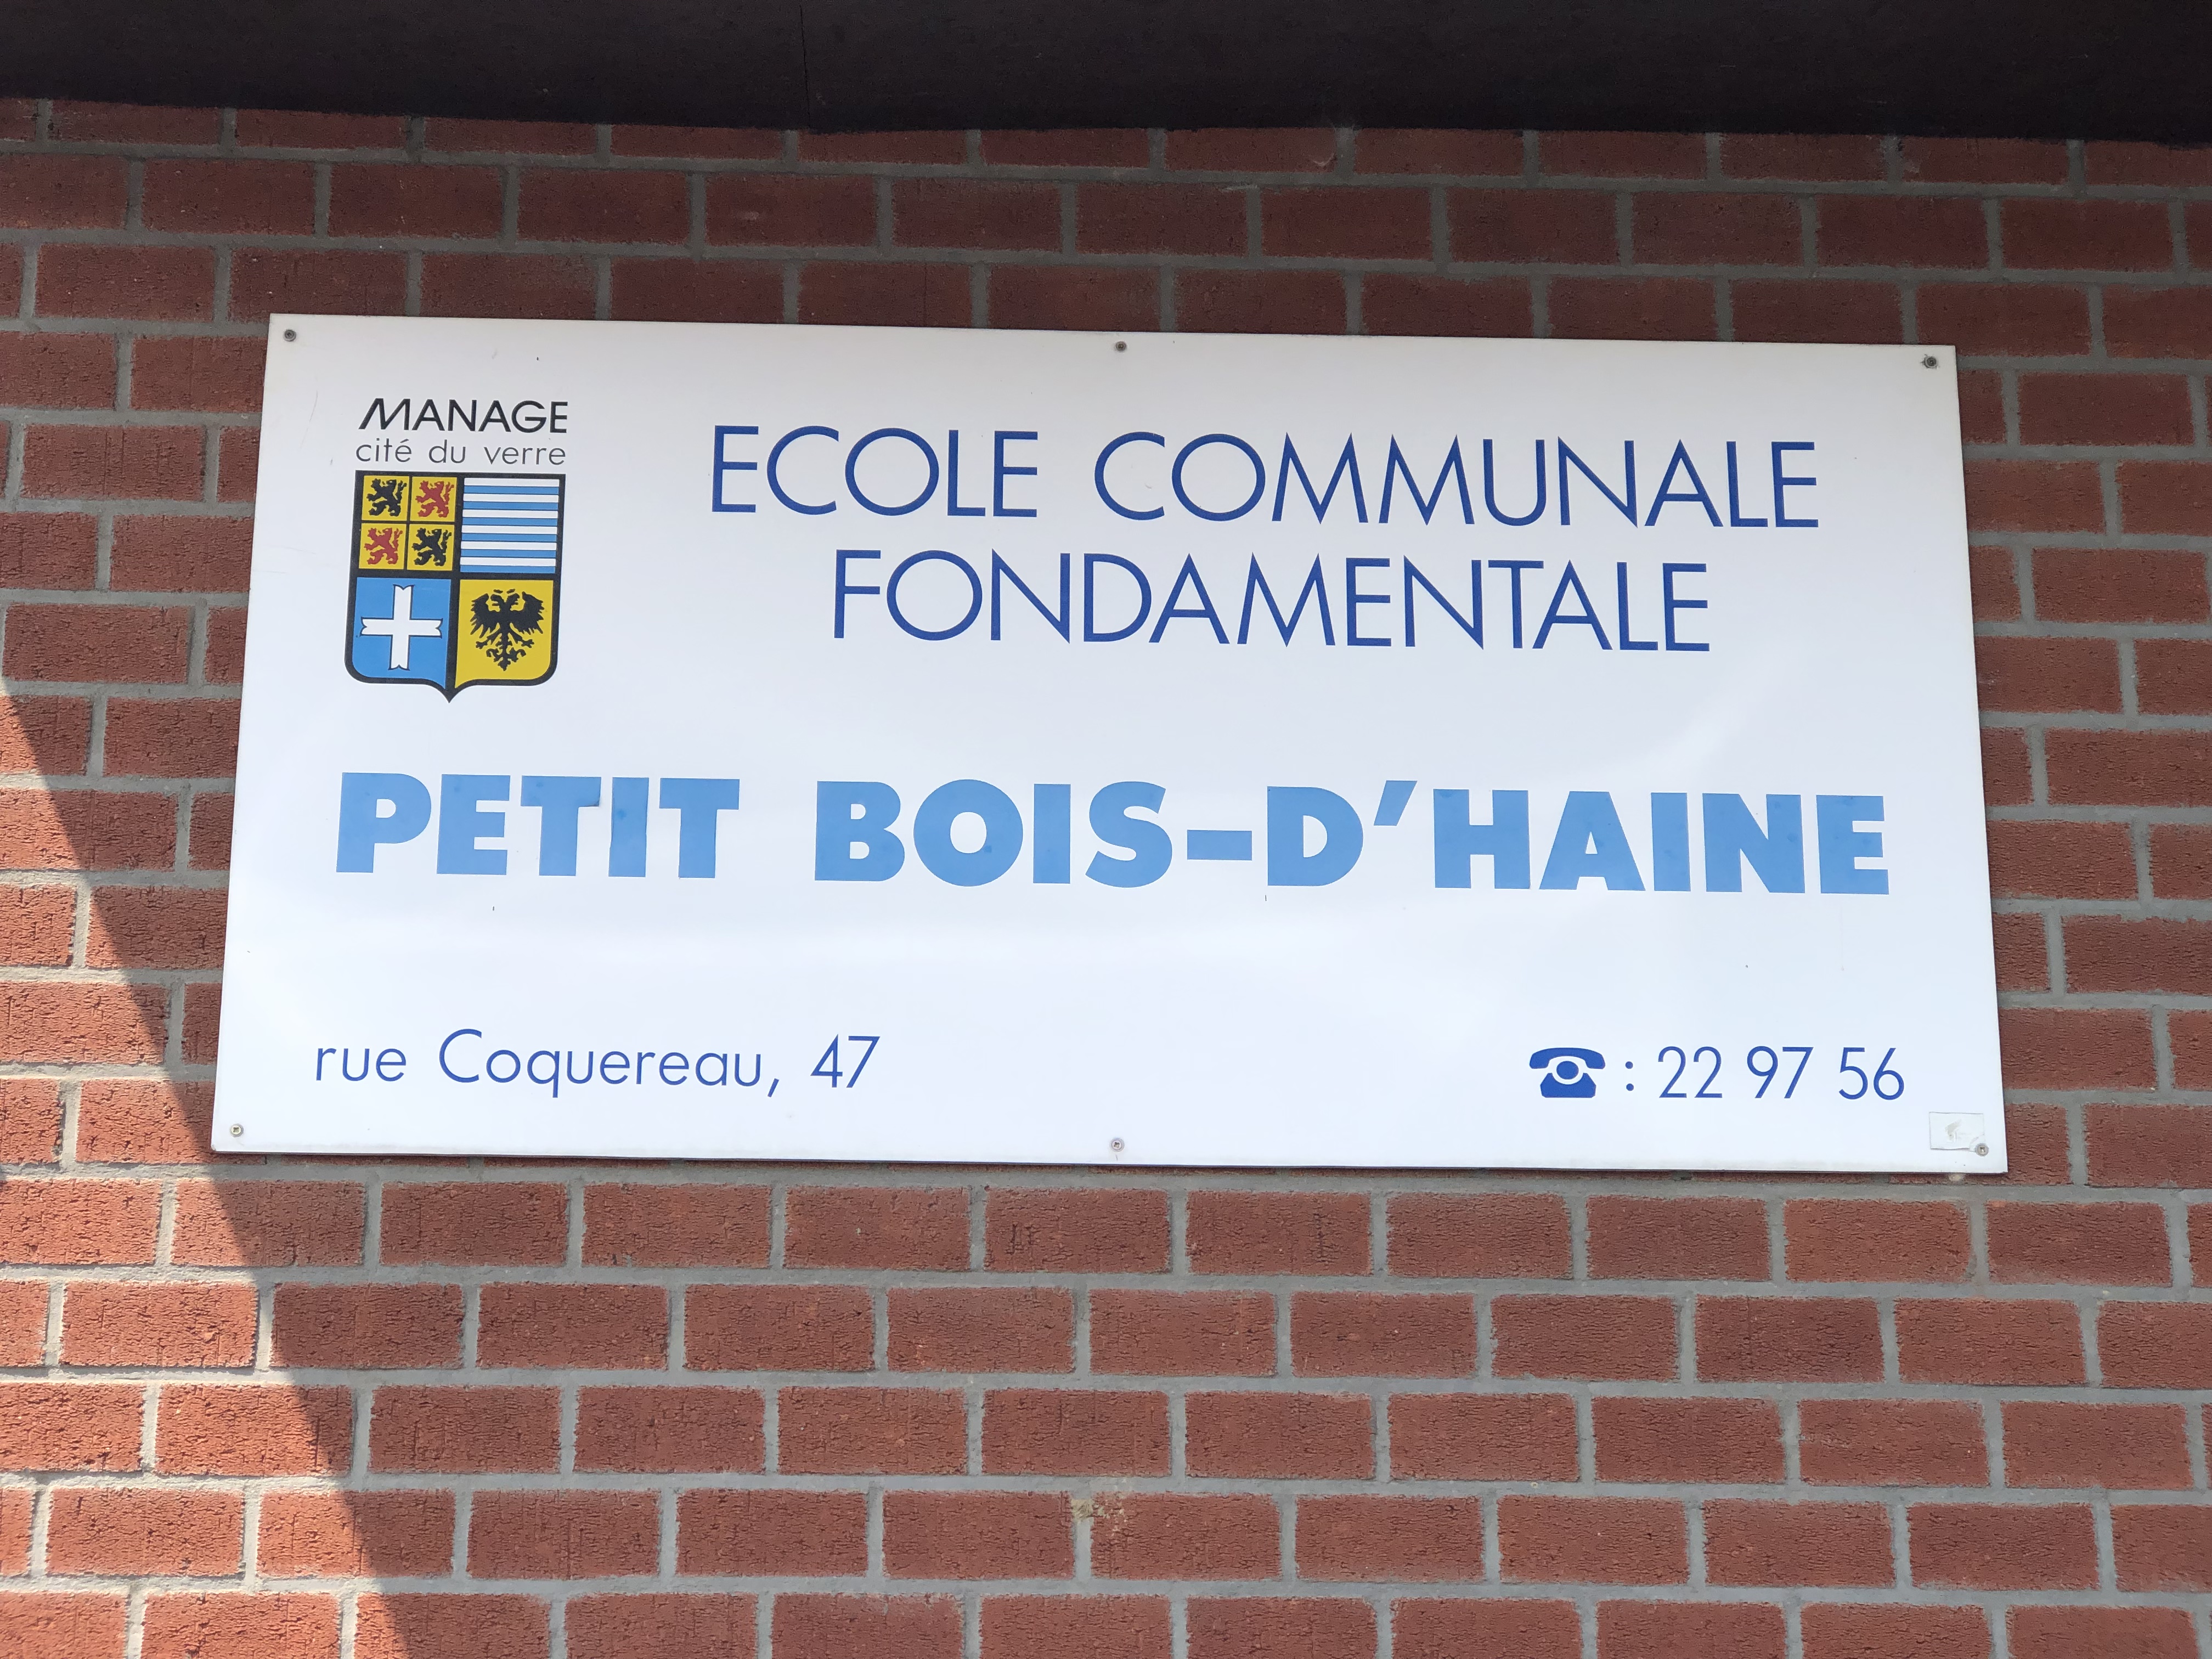 MANAGE
cité du verre
ECOLE COMMUNALE
FONDAMENTALE
PETIT BOIS-D'HAINE
rue Coquereau, 47
☎ : 22 97 56